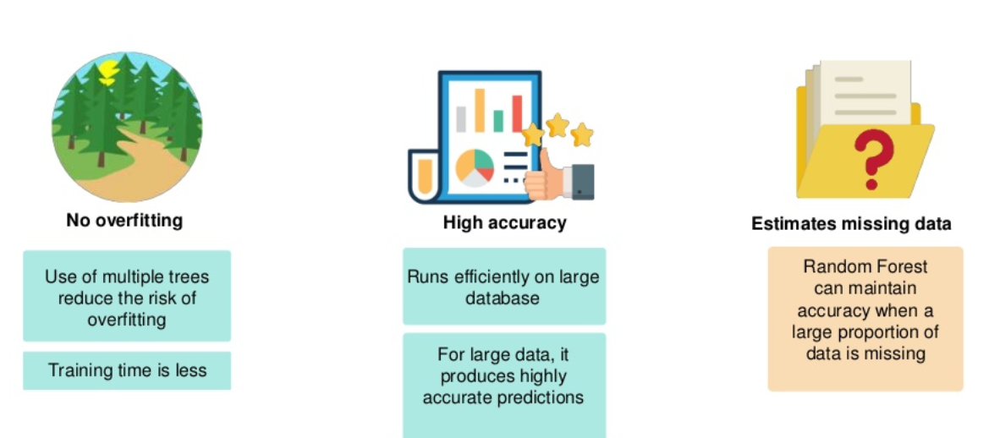 No overfitting
Use of multiple trees
reduce the risk of
overfitting
Training time is less
High accuracy
Runs efficiently on large
database
For large data, it
produces highly
accurate predictions
Estimates missing data
Random Forest
can maintain
accuracy when a
large proportion of
data is missing